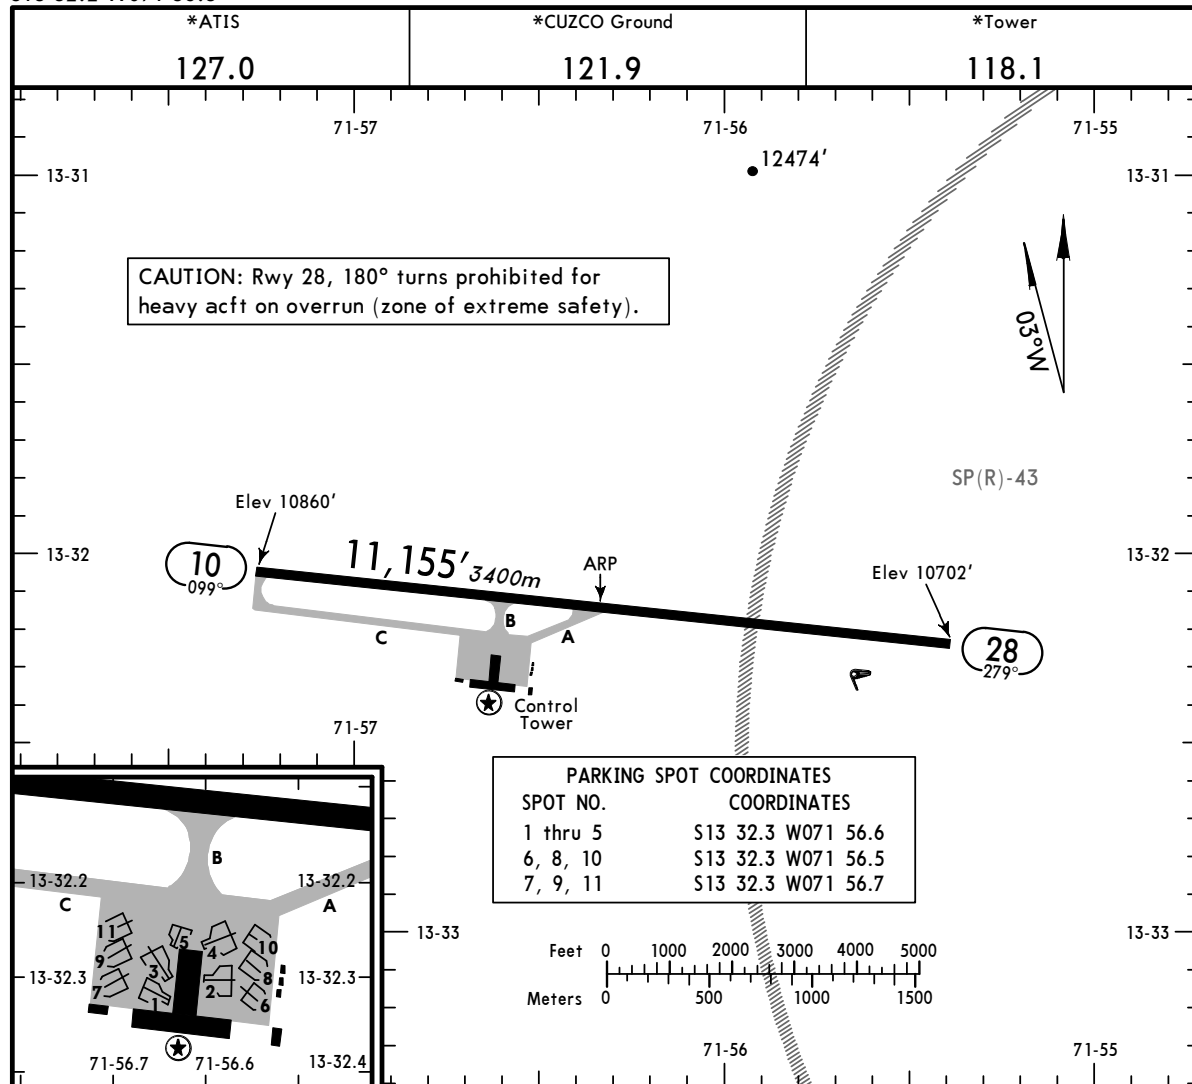 *ATIS
127.0
*CUZCO Ground
121.9
*Tower
118.1
71-57
71-56
71-55
12474'
13-31
13-31
CAUTION: Rwy 28, 180° turns prohibited for
heavy acft on overrun (zone of extreme safety).
03°W
SP(R)-43
Elev 10860'
13-32
10
099°
11,155' 3400m
ARP
13-32
Elev 10702'
28
279°
B
A
C
Control
Tower
71-57
PARKING SPOT COORDINATES
SPOT NO. COORDINATES
1 thru 5 S13 32.3 W071 56.6
6, 8, 10 S13 32.3 W071 56.5
7, 9, 11 S13 32.3 W071 56.7
B
13-32.2
13-32.2
C
A
11
5
4
10
9
3
8
13-32.3
13-32.3
7
1
2
6
71-56.7
71-56.6
13-32.4
13-33
13-33
Feet 0 1000 2000 3000 4000 5000
Meters 0 500 1000 1500
71-56
71-55